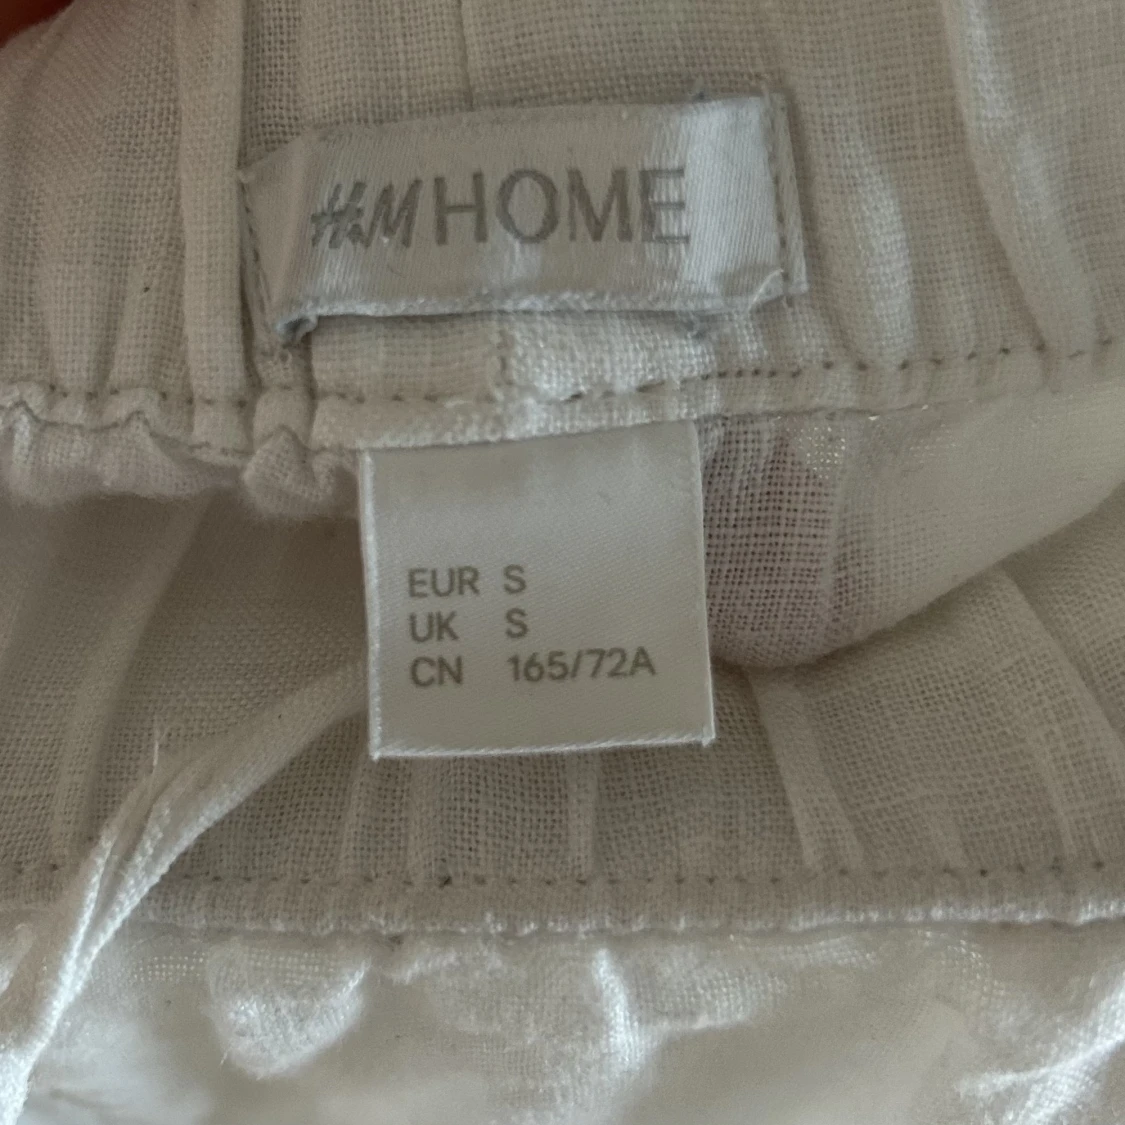 H&M HOME
EUR S
UK S
CN 165/72A